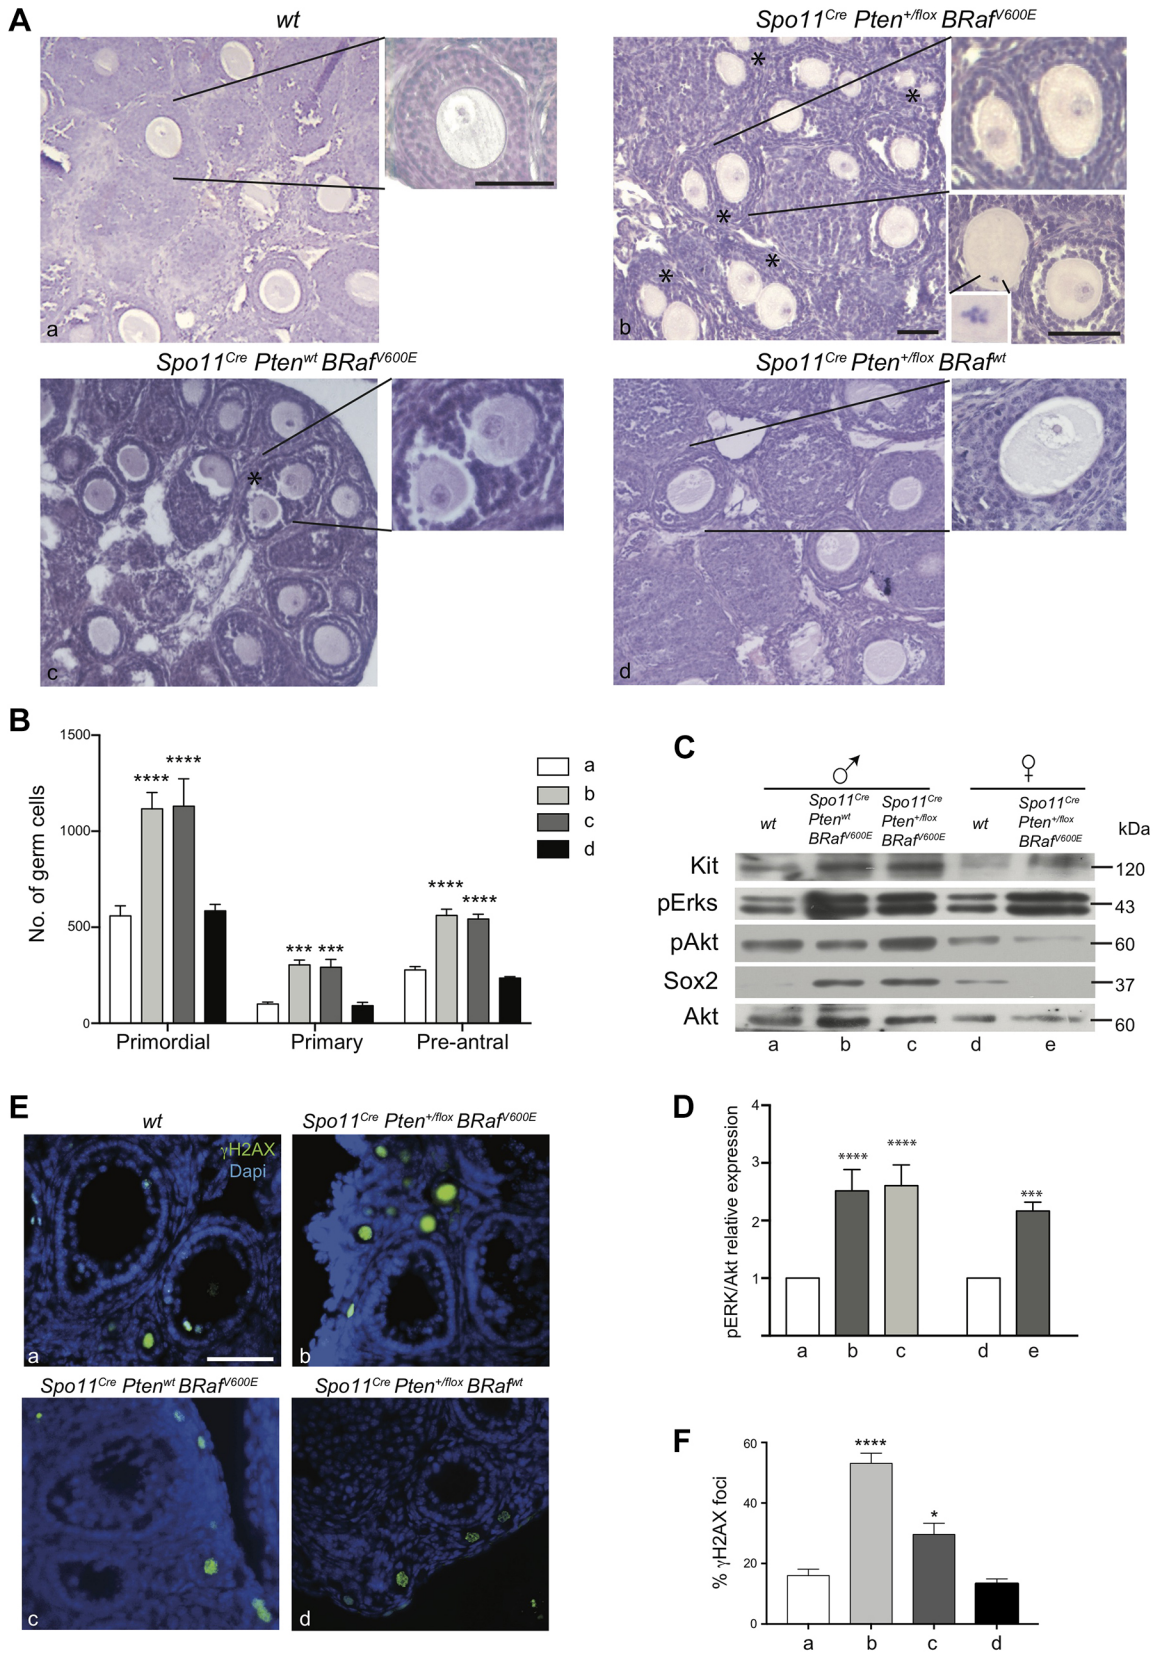 A
wt
Spo11Cre Pten+/flox BRafV600E
*
*
*
*
*
a
b
Spo11Cre Ptenwt BRafV600E
Spo11Cre Pten+/flox BRafwt
*
c
d
B
No. of germ cells
1500
1000
500
0
****
****
***
***
****
****
Primordial
Primary
Pre-antral
a
b
c
d
C
♂
♀
wt
Spo11Cre
Ptenwt
BRafV600E
Spo11Cre
Pten+/flox
BRafV600E
wt
Spo11Cre
Pten+/flox
BRafV600E
kDa
Kit
120
pErks
43
pAkt
60
Sox2
37
Akt
60
a b c d e
D
pERK/Akt relative expression
4
3
2
1
****
****
***
a b c d e
E
wt
Spo11Cre Pten+/flox BRafV600E
γH2AX
Dapi
a
b
Spo11Cre Ptenwt BRafV600E
Spo11Cre Pten+/flox BRafwt
c
d
F
% γH2AX foci
60
40
20
0
****
*
a b c d